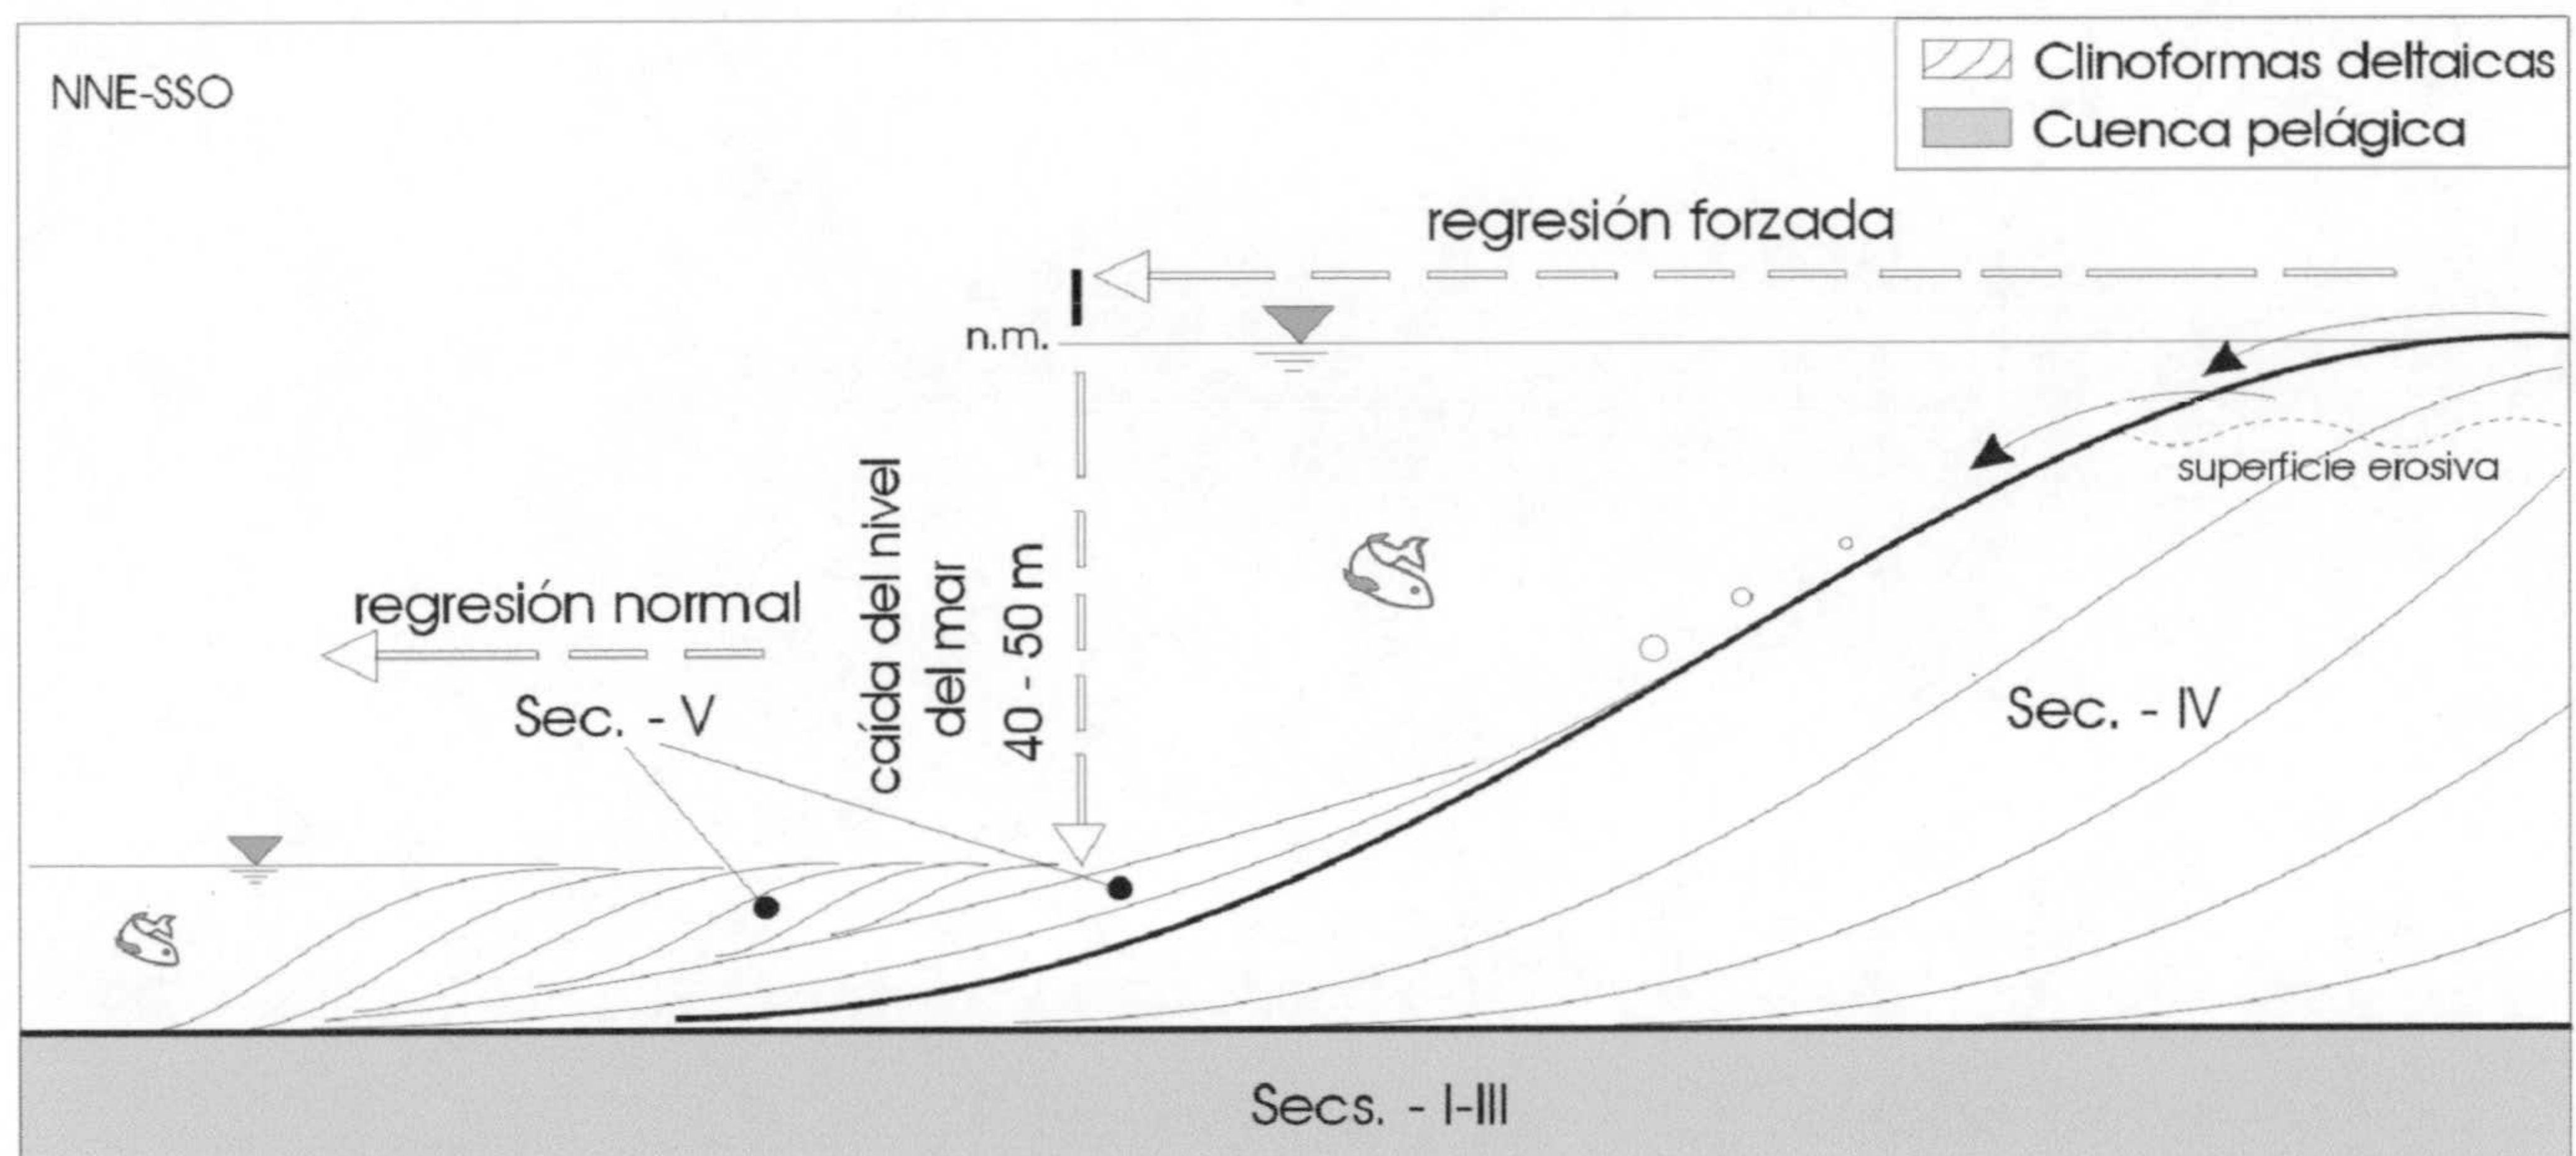 NNE-SSO
Clinoformas deltaicas
Cuenca pelágica
regresión forzada
n.m.
superficie erosiva
caída del nivel
del mar
40 - 50 m
regresión normal
Sec. - V
Sec. - IV
Secs. - I-III